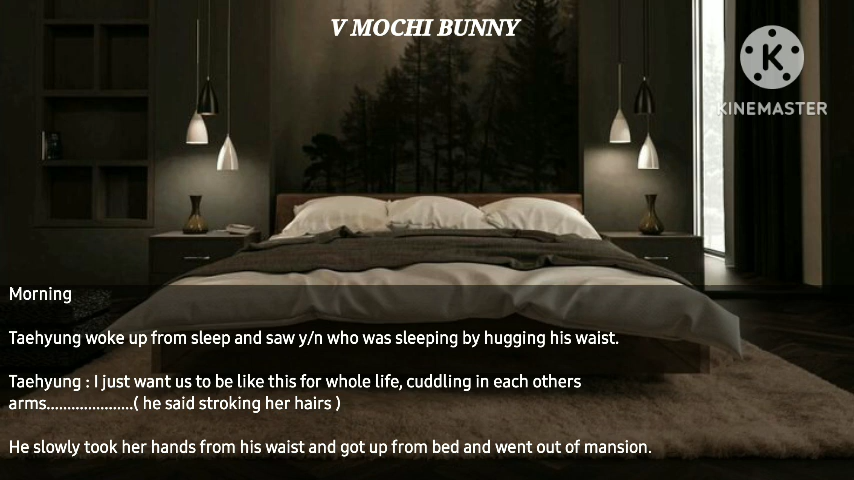 V MOCHI BUNNY
K
KINEMASTER
Morning
Taehyung woke up from sleep and saw y/n who was sleeping by hugging his waist.
Taehyung : I just want us to be like this for whole life, cuddling in each others
arms.....................( he said stroking her hairs )
He slowly took her hands from his waist and got up from bed and went out of mansion.